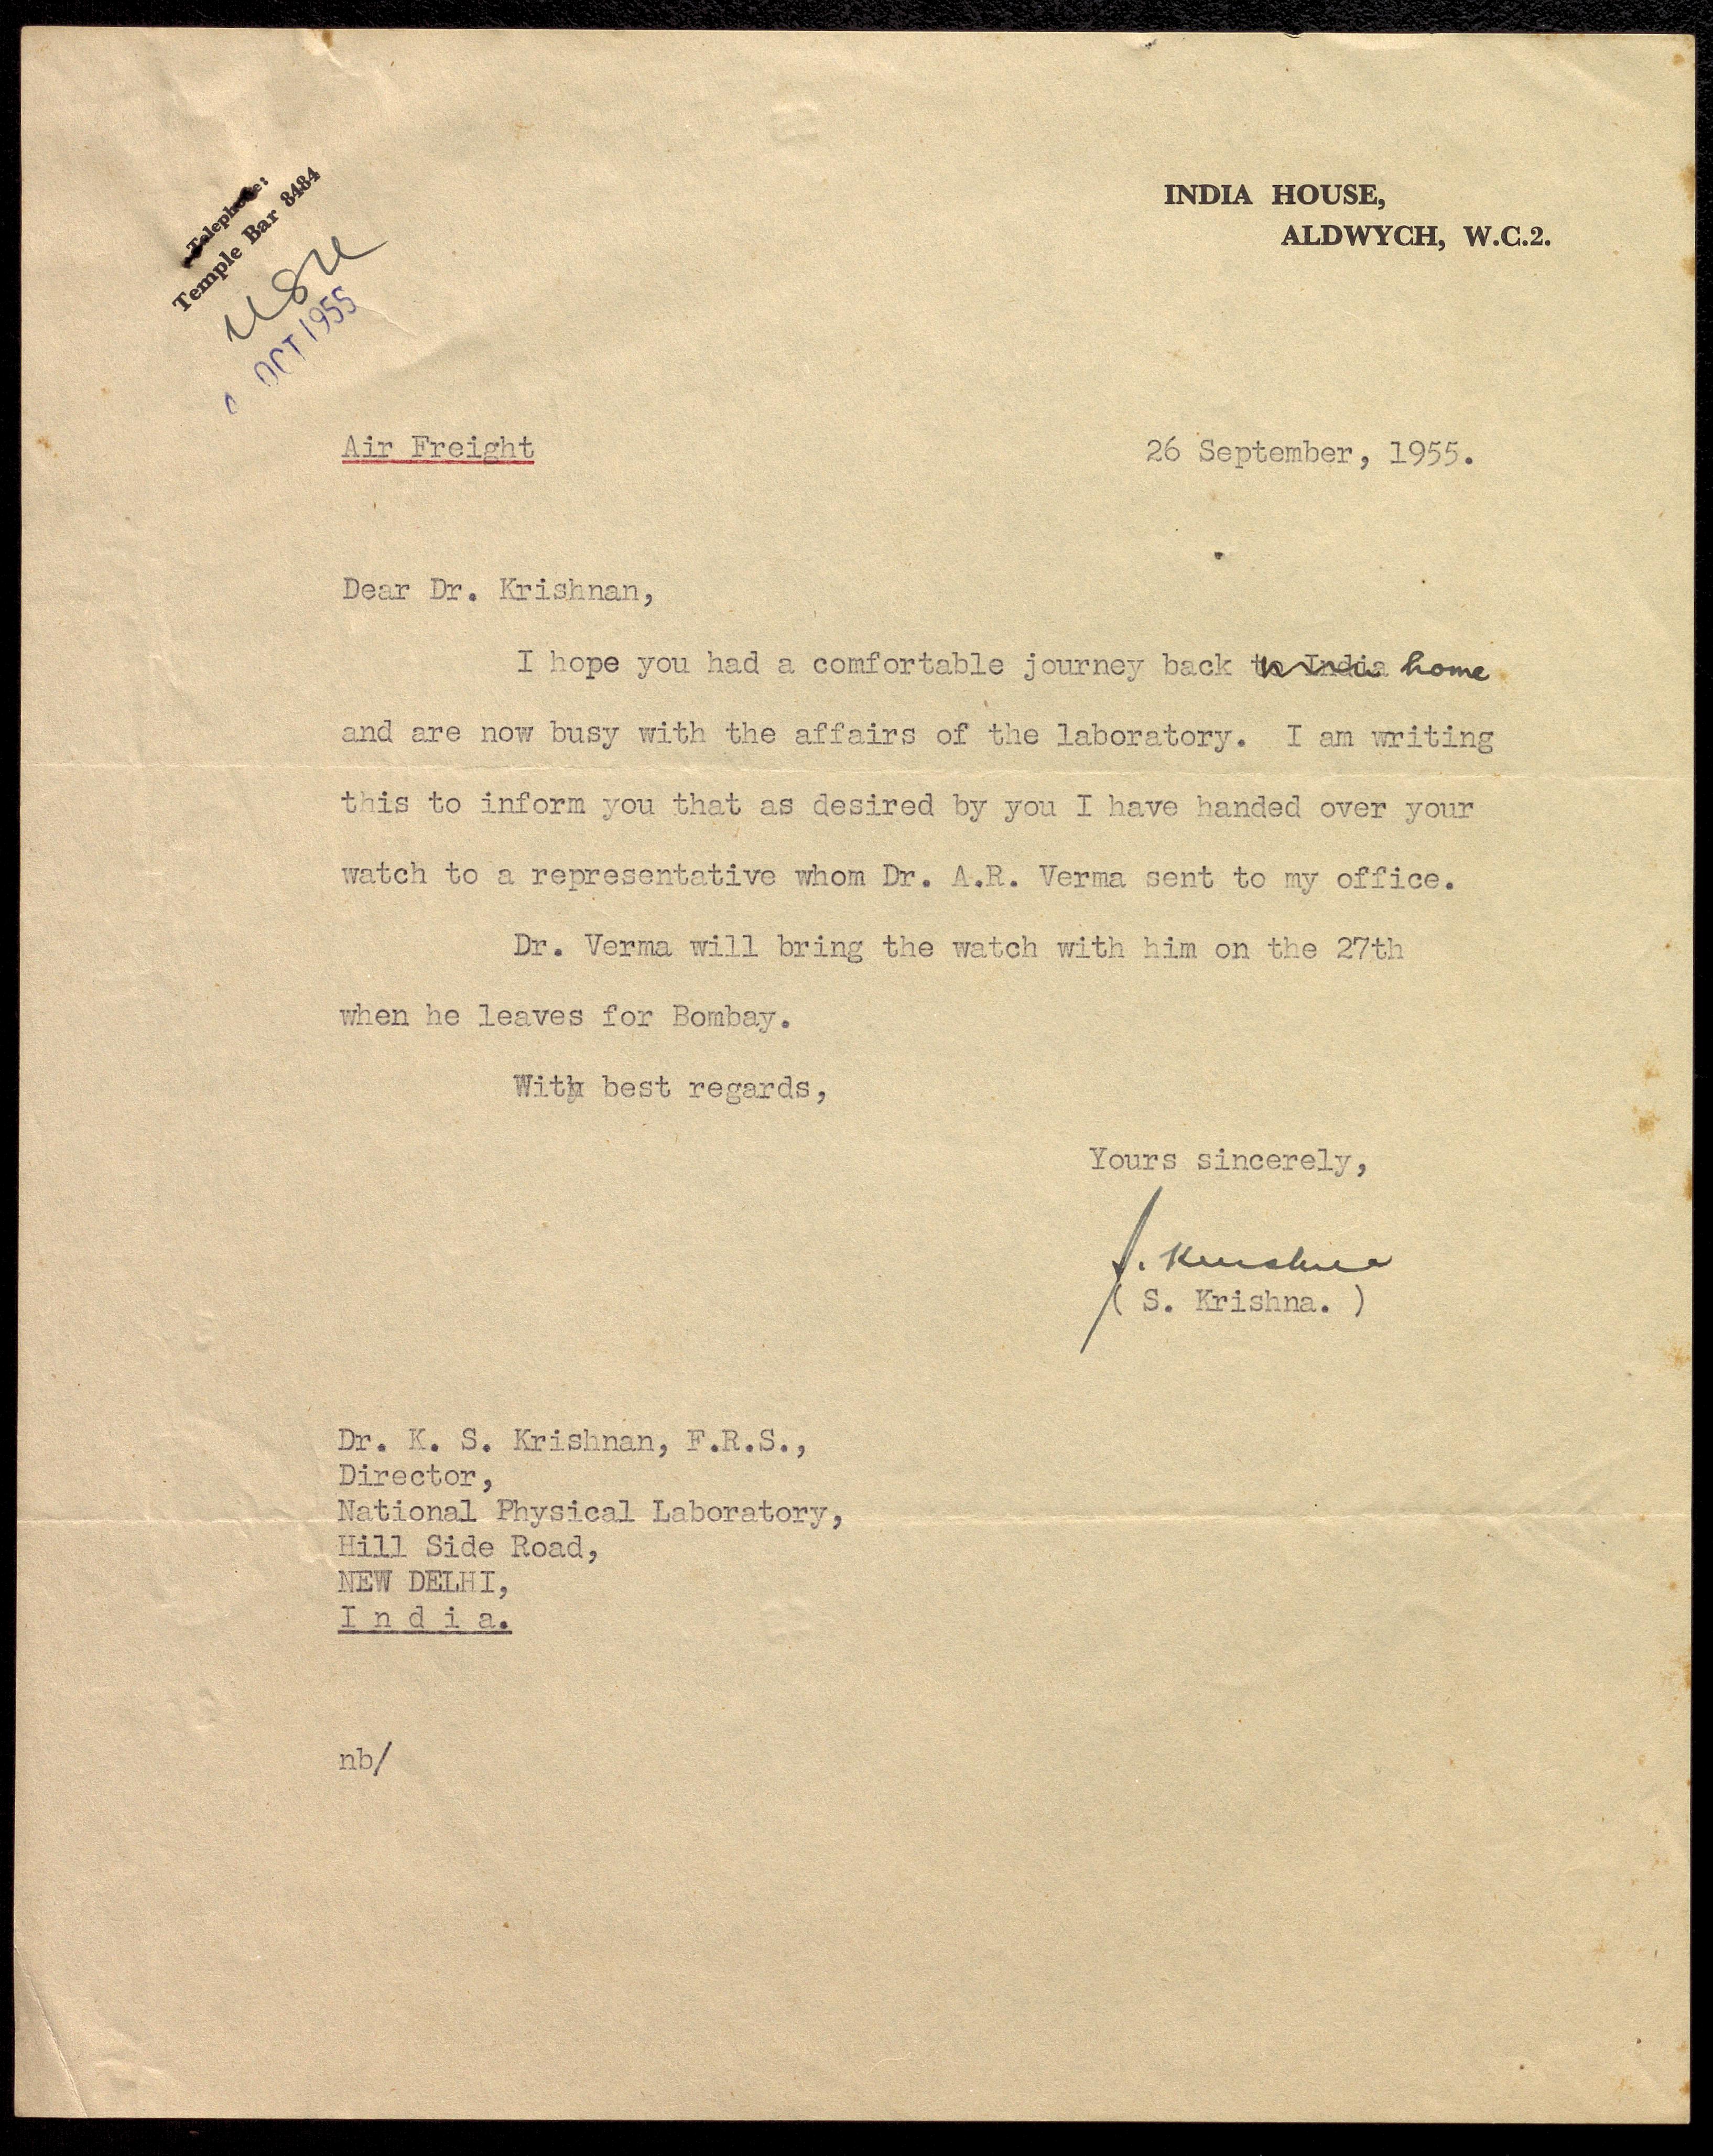 Telephone:
Temple Bar 8484
OCT 1955
INDIA HOUSE,
ALDWYCH, W.C.2.
Air Freight
26 September, 1955.
Dear Dr. Krishnan,
I hope you had a comfortable journey back to India home
and are now busy with the affairs of the laboratory. I am writing
this to inform you that as desired by you I have handed over your
watch to a representative whom Dr. A.R. Verma sent to my office.
Dr. Verma will bring the watch with him on the 27th
when he leaves for Bombay.
With best regards,
Yours sincerely,
S. Krishna
( S. Krishna. )
Dr. K. S. Krishnan, F.R.S.,
Director,
National Physical Laboratory,
Hill Side Road,
NEW DELHI,
I n d i a.
nb/